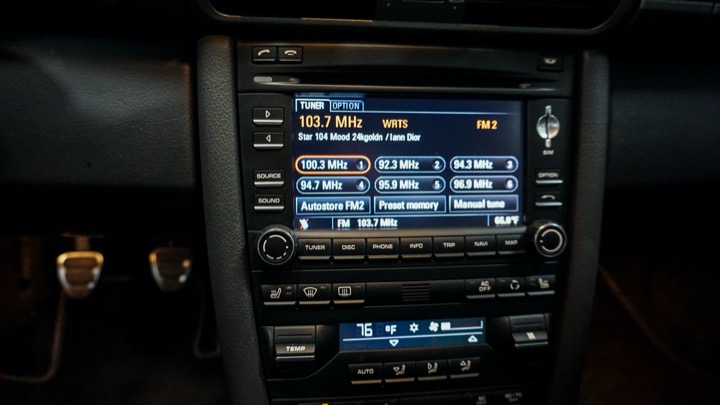 TUNER OPTION
103.7 MHz WRTS FM 2
Star 104 Mood 24kgoldn / Iann Dior
100.3 MHz 1 92.3 MHz 2 94.3 MHz 3
94.7 MHz 4 95.9 MHz 5 96.9 MHz 6
Autostore FM2 Preset memory Manual tune
FM 103.7 MHz 66.0°F
SOURCE
SOUND
SIM
OPTION
TUNER DISC PHONE INFO TRIP NAVI MAP
AC OFF
76 °F
TEMP
AUTO